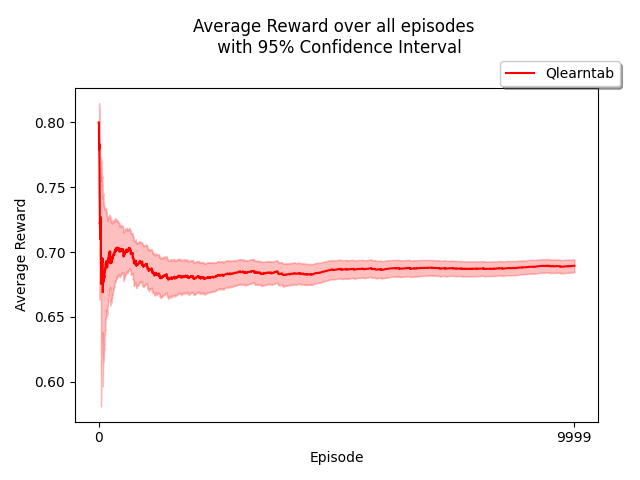 Average Reward over all episodes
with 95% Confidence Interval
Qlearntab
0.80
0.75
0.70
0.65
0.60
Average Reward
0
9999
Episode